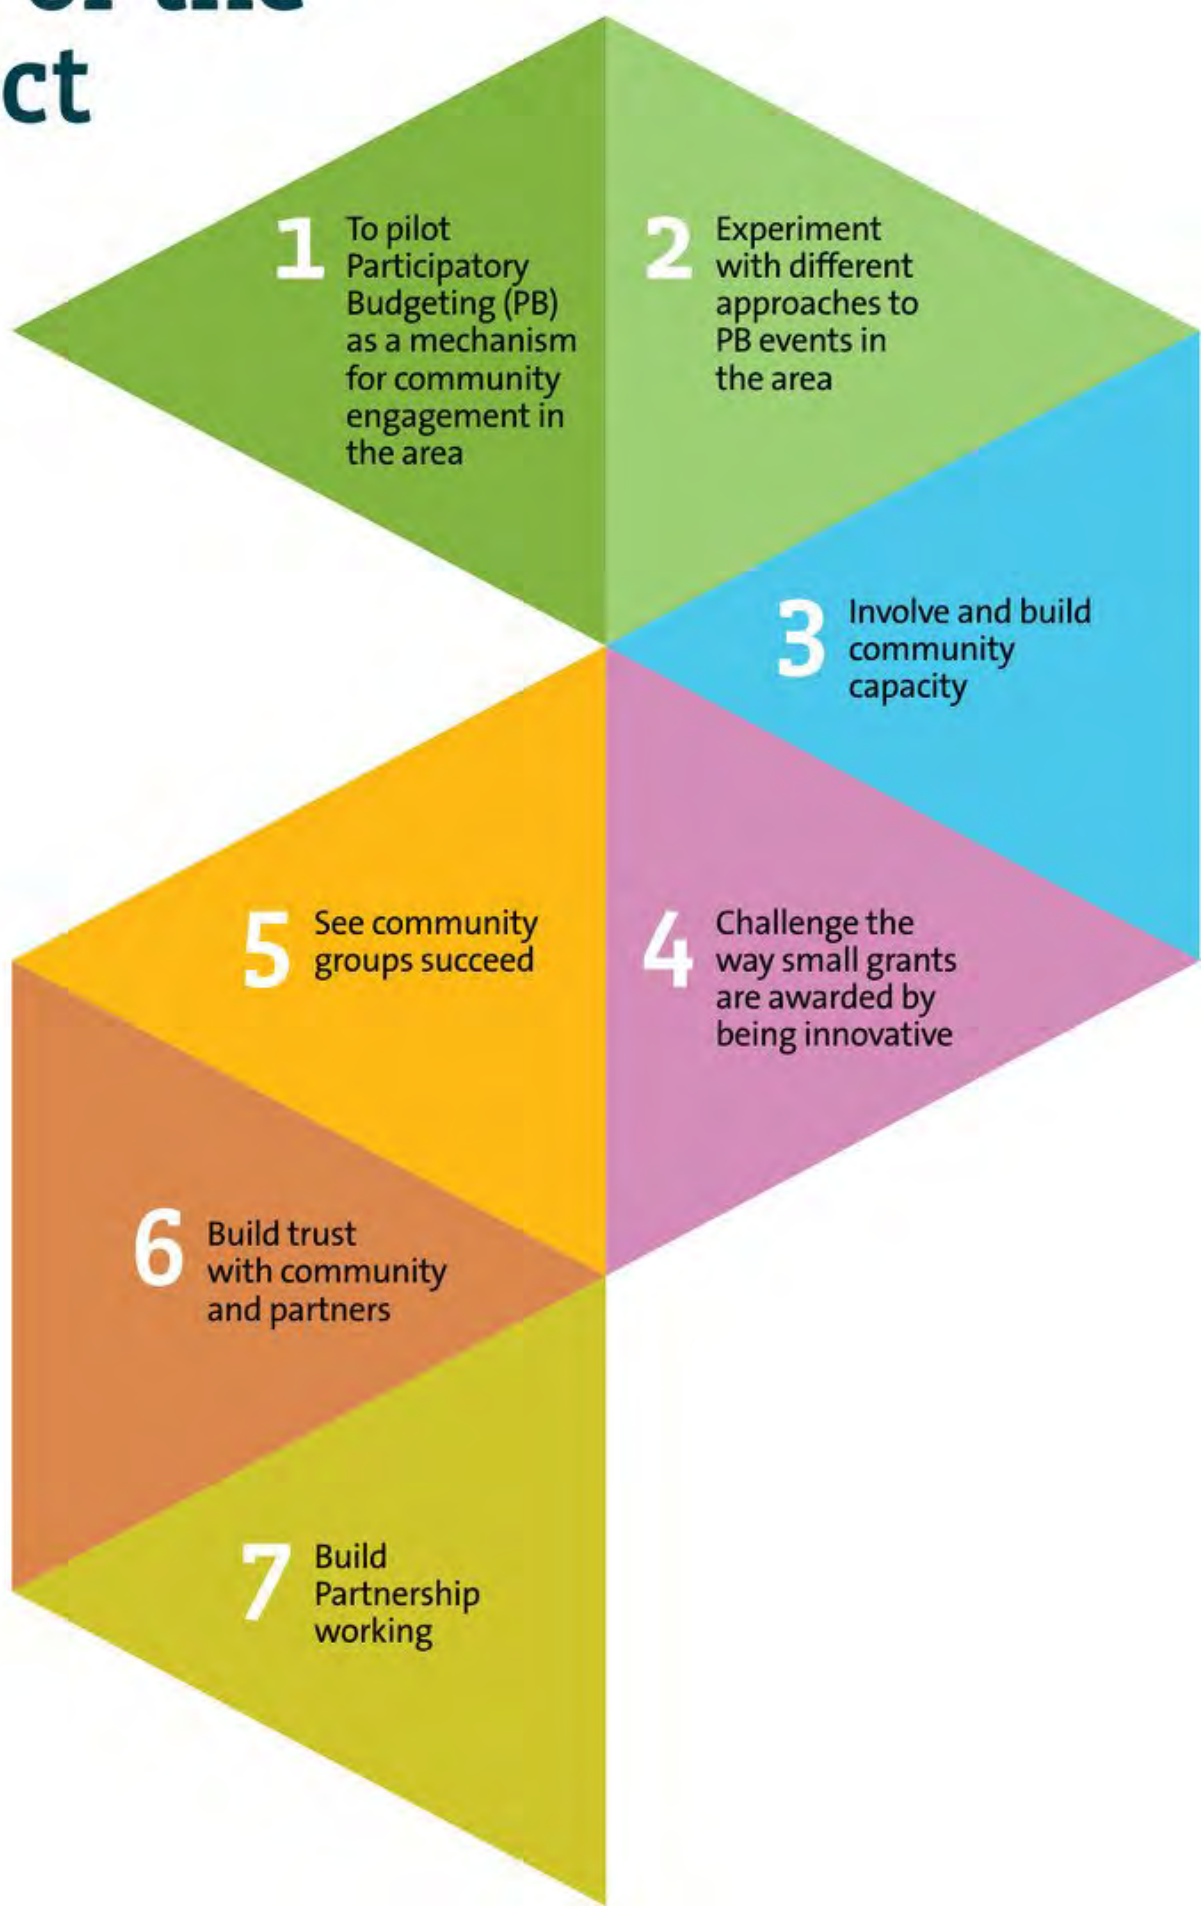 of the
ct
1
To pilot
Participatory
Budgeting (PB)
as a mechanism
for community
engagement in
the area
2
Experiment
with different
approaches to
PB events in
the area
3
Involve and build
community
capacity
4
Challenge the
way small grants
are awarded by
being innovative
5
See community
groups succeed
6
Build trust
with community
and partners
7
Build
Partnership
working